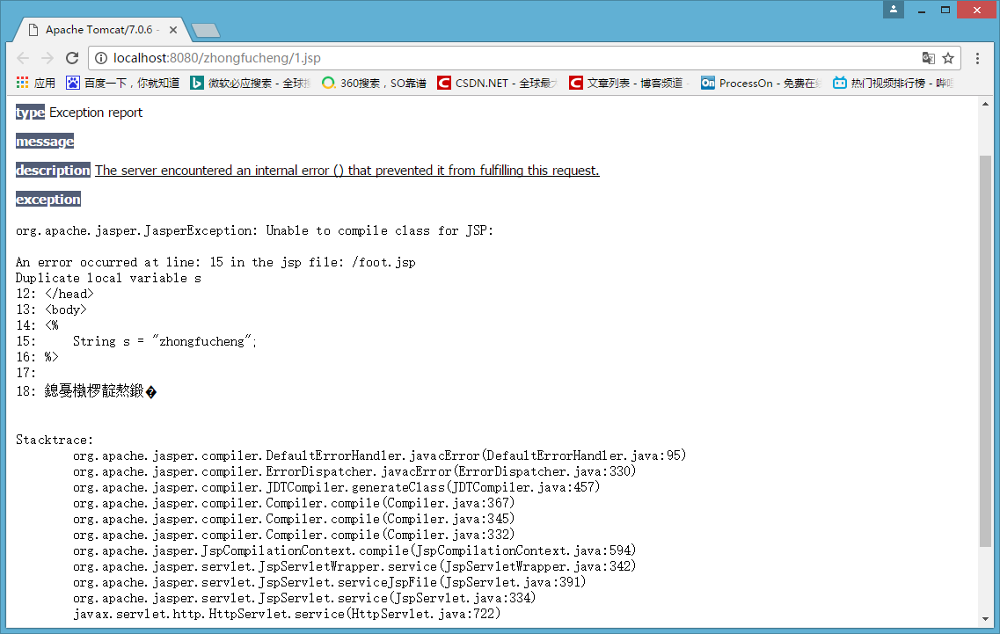 Apache Tomcat/7.0.6 -
localhost:8080/zhongfucheng/1.jsp
应用 百度一下，你就知道 微软必应搜索 - 全球搜 360搜索，SO靠谱 CSDN.NET - 全球最大 文章列表 - 博客频道 - ProcessOn - 免费在线 热门视频排行榜 - 哔哩
type Exception report
message
description The server encountered an internal error () that prevented it from fulfilling this request.
exception
org.apache.jasper.JasperException: Unable to compile class for JSP:
An error occurred at line: 15 in the jsp file: /foot.jsp
Duplicate local variable s
12: </head>
13: <body>
14: <%
15:     String s = "zhongfucheng";
16: %>
17:
18:
Stacktrace:
org.apache.jasper.compiler.DefaultErrorHandler.javacError(DefaultErrorHandler.java:95)
org.apache.jasper.compiler.ErrorDispatcher.javacError(ErrorDispatcher.java:330)
org.apache.jasper.compiler.JDTCompiler.generateClass(JDTCompiler.java:457)
org.apache.jasper.compiler.Compiler.compile(Compiler.java:367)
org.apache.jasper.compiler.Compiler.compile(Compiler.java:345)
org.apache.jasper.compiler.Compiler.compile(Compiler.java:332)
org.apache.jasper.JspCompilationContext.compile(JspCompilationContext.java:594)
org.apache.jasper.servlet.JspServletWrapper.service(JspServletWrapper.java:342)
org.apache.jasper.servlet.JspServlet.serviceJspFile(JspServlet.java:391)
org.apache.jasper.servlet.JspServlet.service(JspServlet.java:334)
javax.servlet.http.HttpServlet.service(HttpServlet.java:722)